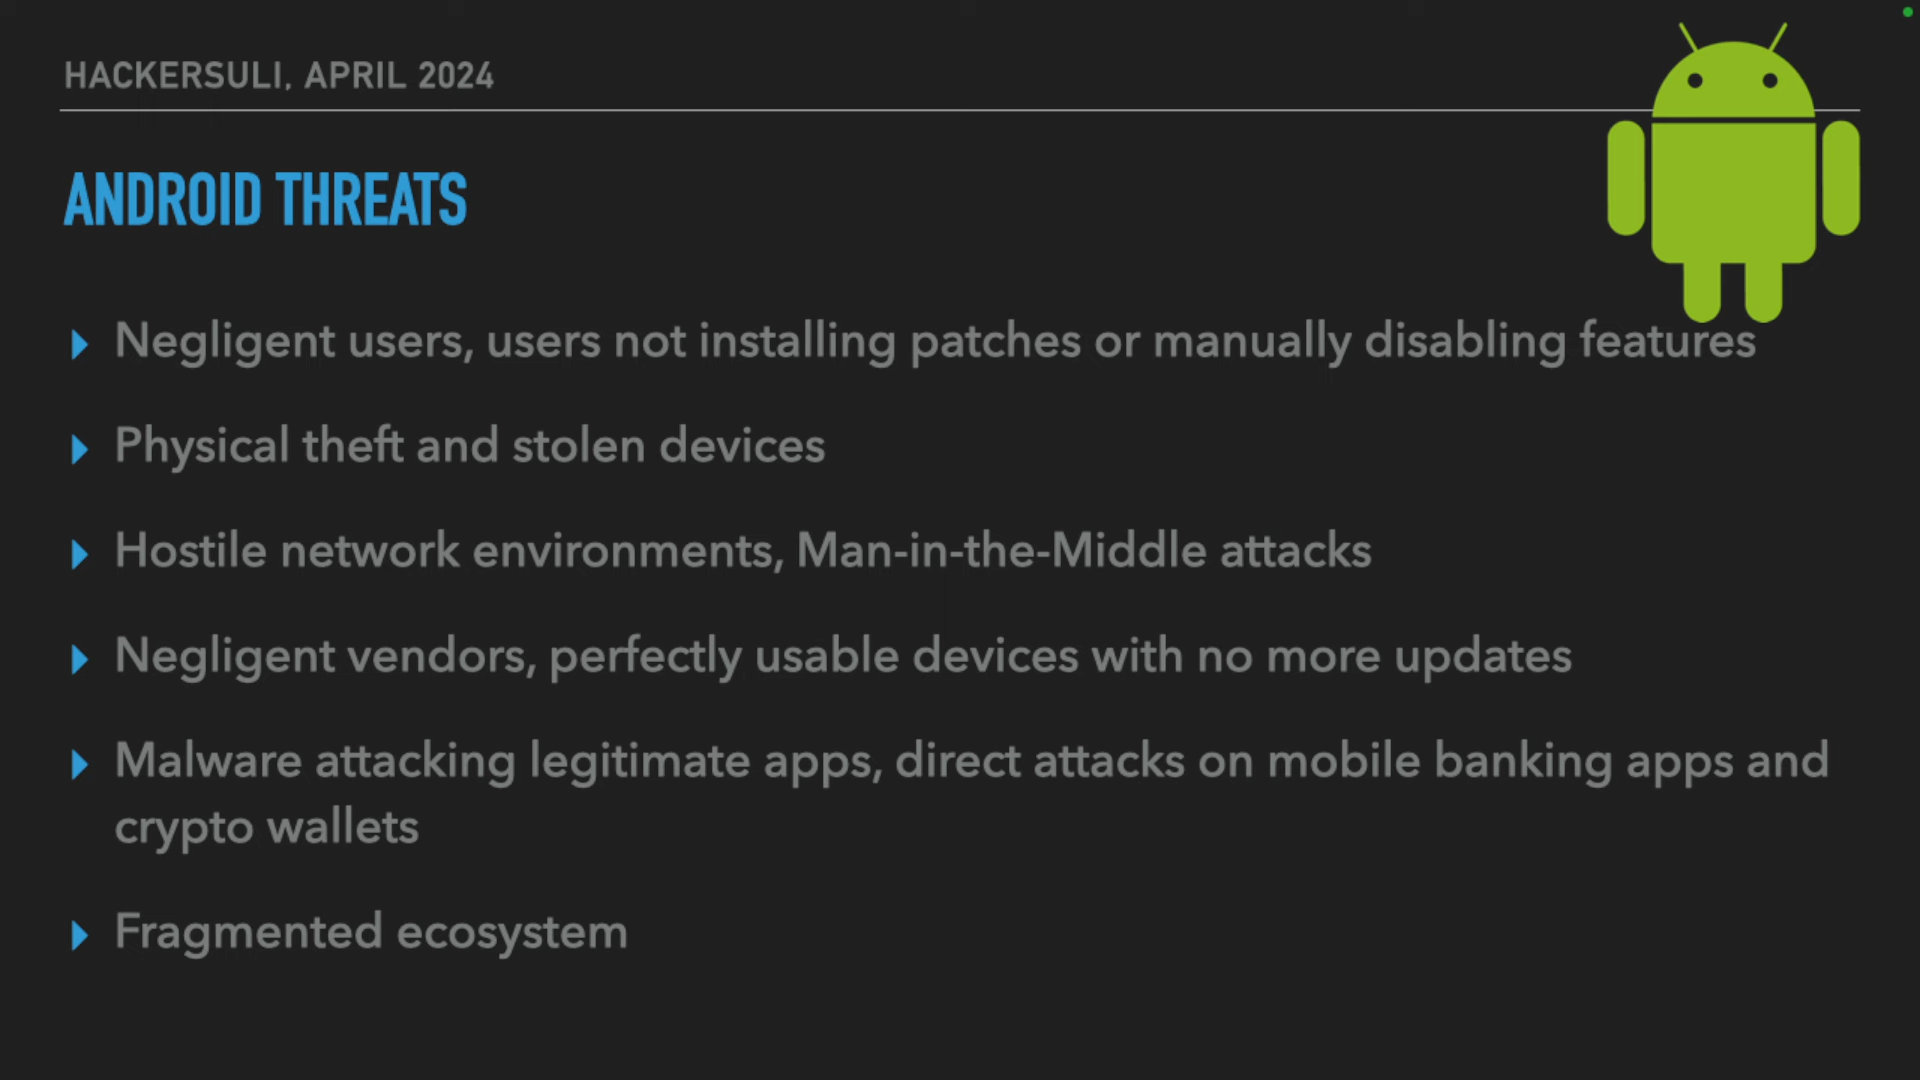 HACKERSULI, APRIL 2024
ANDROID THREATS
Negligent users, users not installing patches or manually disabling features
Physical theft and stolen devices
Hostile network environments, Man-in-the-Middle attacks
Negligent vendors, perfectly usable devices with no more updates
Malware attacking legitimate apps, direct attacks on mobile banking apps and
crypto wallets
Fragmented ecosystem